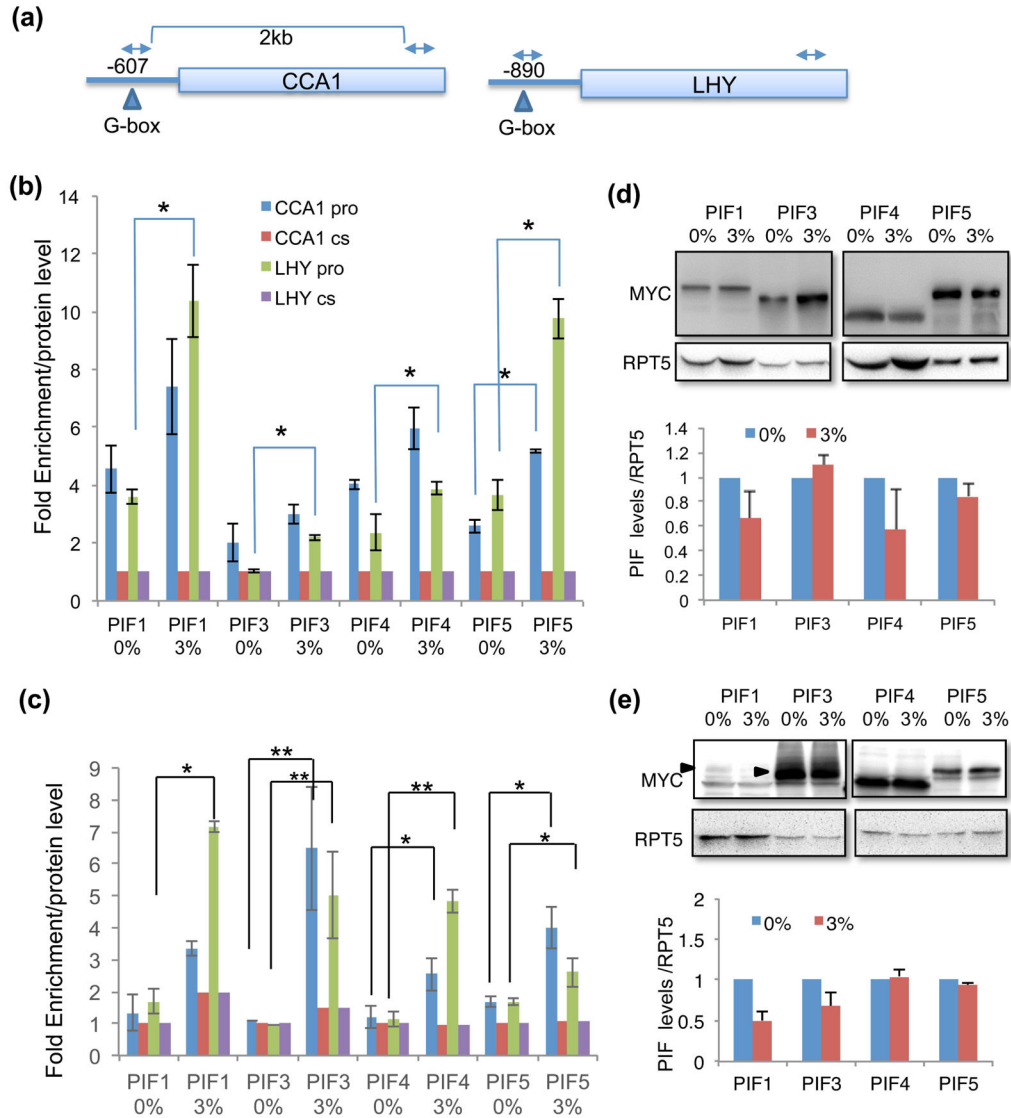 (a)
2kb
-607
CCA1
G-box
-890
LHY
G-box
(b)
Fold Enrichment/protein level
14
12
10
8
6
4
2
0
CCA1 pro
CCA1 cs
LHY pro
LHY cs
*
*
*
*
*
PIF1 PIF1 PIF3 PIF3 PIF4 PIF4 PIF5 PIF5
0% 3% 0% 3% 0% 3% 0% 3%
(c)
Fold Enrichment/protein level
9
8
7
6
5
4
3
2
1
0
*
**
**
**
*
*
*
PIF1 PIF1 PIF3 PIF3 PIF4 PIF4 PIF5 PIF5
0% 3% 0% 3% 0% 3% 0% 3%
(d)
PIF1 PIF3 PIF4 PIF5
0% 3% 0% 3% 0% 3% 0% 3%
MYC
RPT5
PIF levels /RPT5
1.4
1.2
1
0.8
0.6
0.4
0.2
0
0% 3%
PIF1 PIF3 PIF4 PIF5
(e)
PIF1 PIF3 PIF4 PIF5
0% 3% 0% 3% 0% 3% 0% 3%
MYC
RPT5
PIF levels /RPT5
2
1.5
1
0.5
0
0% 3%
PIF1 PIF3 PIF4 PIF5